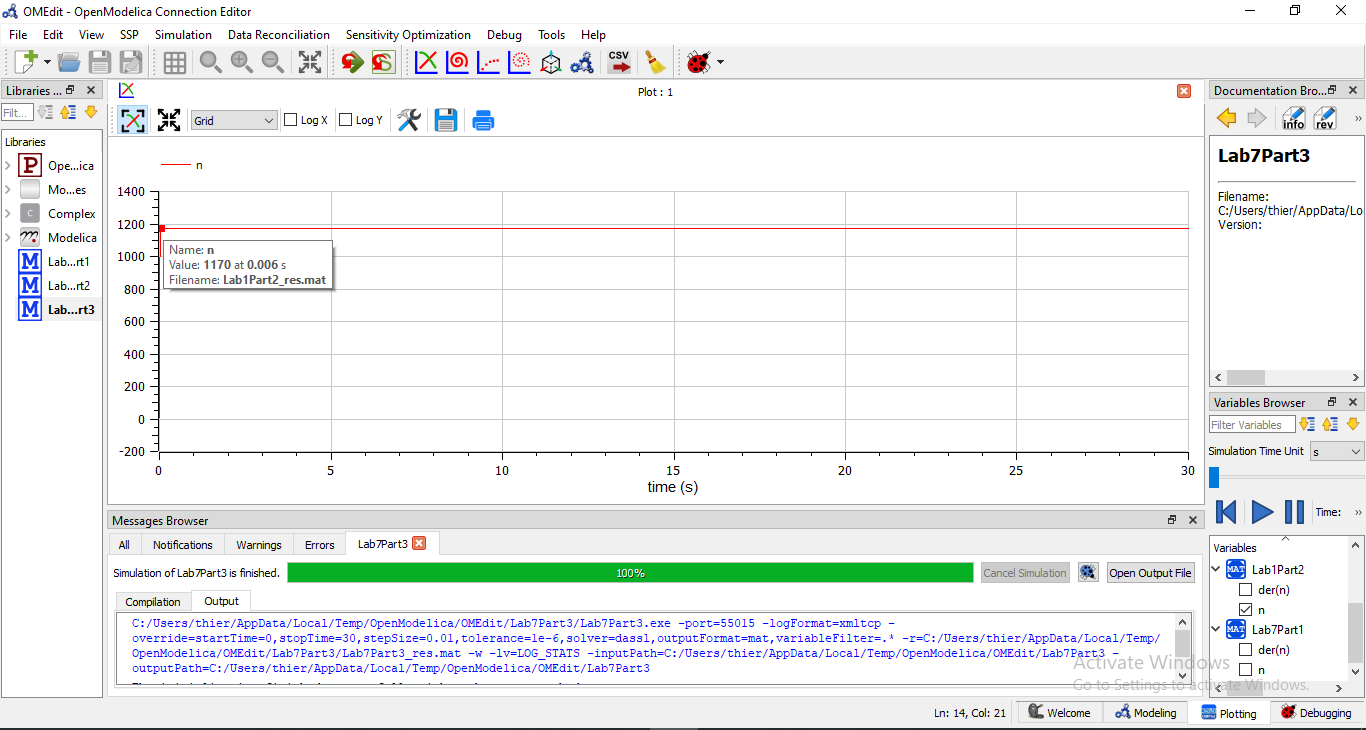 OMEdit - OpenModelica Connection Editor
File Edit View SSP Simulation Data Reconciliation Sensitivity Optimization Debug Tools Help
CSV
Libraries ...
Filt...
Libraries
P Ope...ica
Mo...es
C Complex
m Modelica
M Lab...rt1
M Lab...rt2
M Lab...rt3
Plot : 1
Grid Log X Log Y
n
1400
1200
1000
800
600
400
200
0
-200
Name: n
Value: 1170 at 0.006 s
Filename: Lab1Part2_res.mat
0 5 10 15 20 25 30
time (s)
Messages Browser
All Notifications Warnings Errors Lab7Part3
Simulation of Lab7Part3 is finished. 100% Cancel Simulation Open Output File
Compilation Output
C:/Users/thier/AppData/Local/Temp/OpenModelica/OMEdit/Lab7Part3/Lab7Part3.exe -port=55015 -logFormat=xmltcp -
override=startTime=0,stopTime=30,stepSize=0.01,tolerance=1e-6,solver=dassl,outputFormat=mat,variableFilter=.* -r=C:/Users/thier/AppData/Local/Temp/
OpenModelica/OMEdit/Lab7Part3/Lab7Part3_res.mat -w -lv=LOG_STATS -inputPath=C:/Users/thier/AppData/Local/Temp/OpenModelica/OMEdit/Lab7Part3 -
outputPath=C:/Users/thier/AppData/Local/Temp/OpenModelica/OMEdit/Lab7Part3
Documentation Bro...
info rev »
Lab7Part3
Filename:
C:/Users/thier/AppData/Lo
Version:
Variables Browser
Filter Variables
Simulation Time Unit s
Time: »
Variables
MAT Lab1Part2
der(n)
n
MAT Lab7Part1
der(n)
n
Activate Windows
Go to Settings to activate Windows.
Ln: 14, Col: 21 Welcome Modeling Plotting Debugging